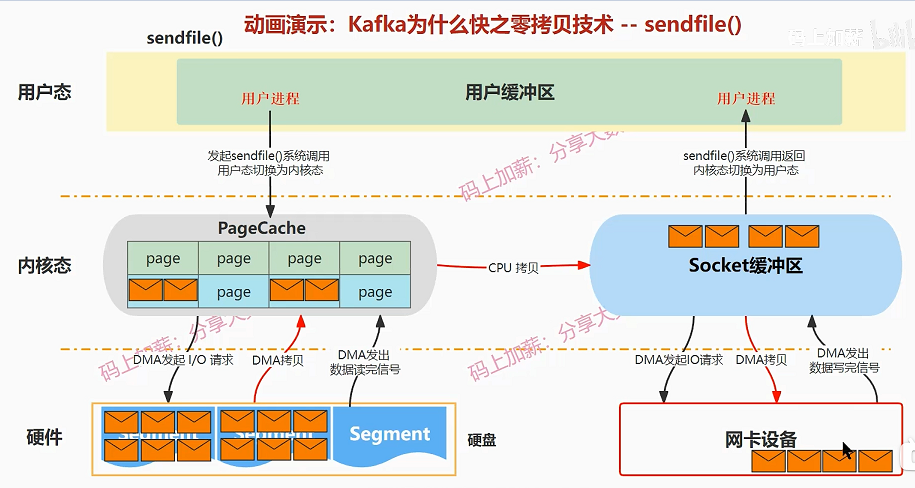 动画演示：Kafka为什么快之零拷贝技术 -- sendfile()
码上加薪
sendfile()
用户态
用户进程
用户缓冲区
用户进程
发起sendfile()系统调用
用户态切换为内核态
sendfile()系统调用返回
内核态切换为用户态
码上加薪：分享大数
内核态
PageCache
page
page
page
page
page
page
CPU 拷贝
Socket缓冲区
码上加薪：分享大
码上加薪：分享大
DMA发起 I/O 请求
DMA拷贝
DMA发出
数据读完信号
DMA发起IO请求
DMA拷贝
DMA发出
数据写完信号
硬件
Segment
Segment
Segment
硬盘
网卡设备